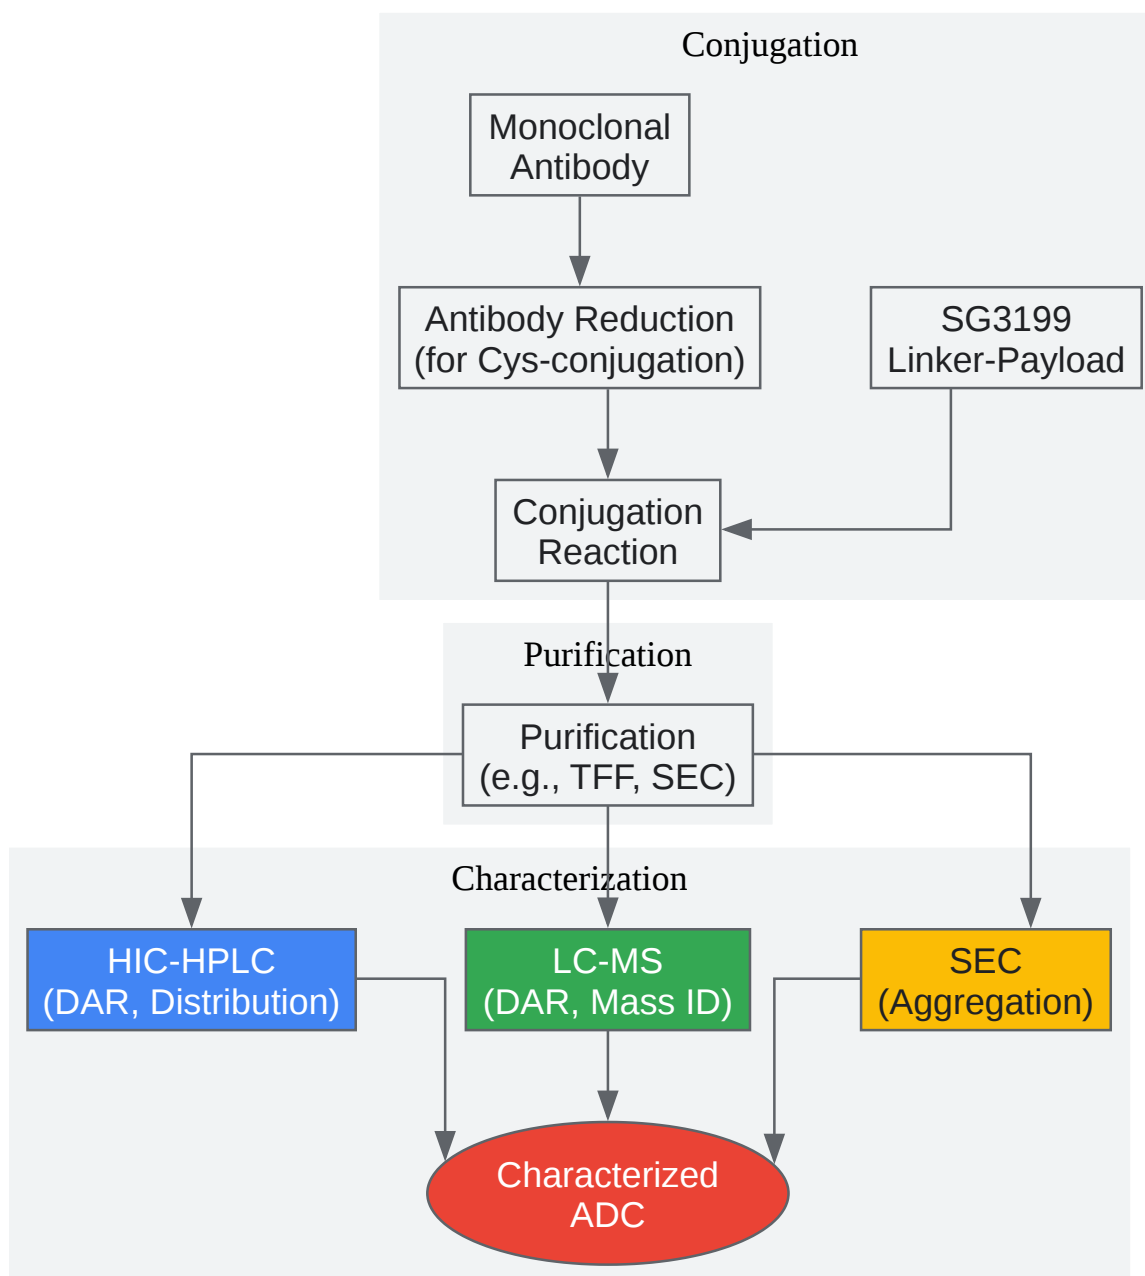 Conjugation
Monoclonal
Antibody
Antibody Reduction
(for Cys-conjugation)
SG3199
Linker-Payload
Conjugation
Reaction
Purification
Purification
(e.g., TFF, SEC)
Characterization
HIC-HPLC
(DAR, Distribution)
LC-MS
(DAR, Mass ID)
SEC
(Aggregation)
Characterized
ADC